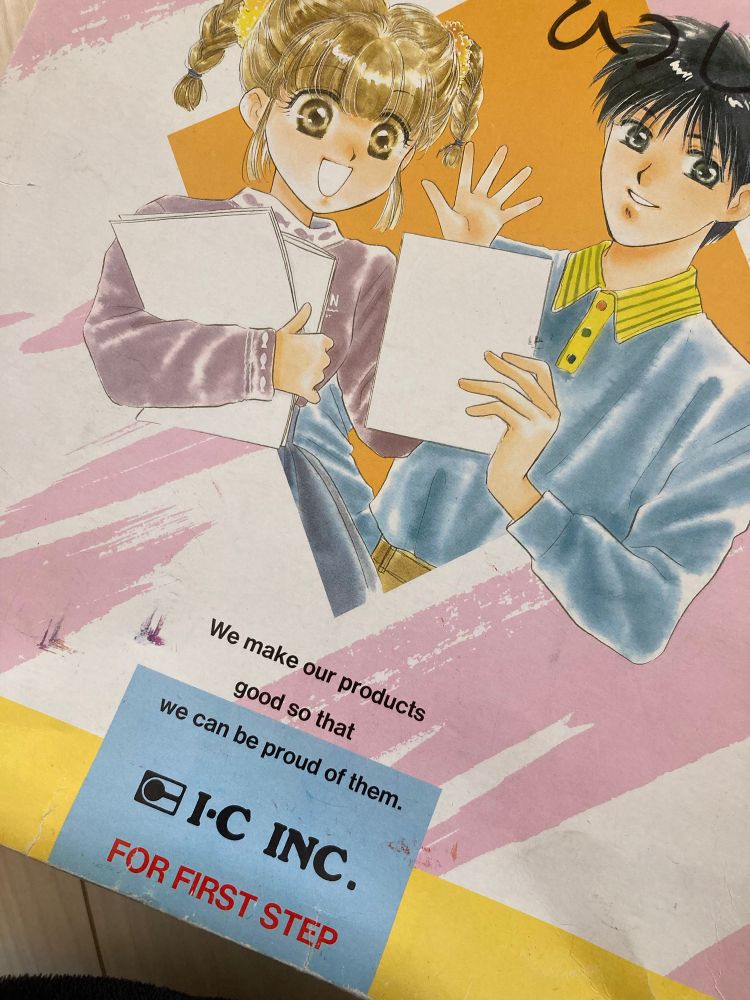 We make our products
good so that
we can be proud of them.
I·C INC.
FOR FIRST STEP